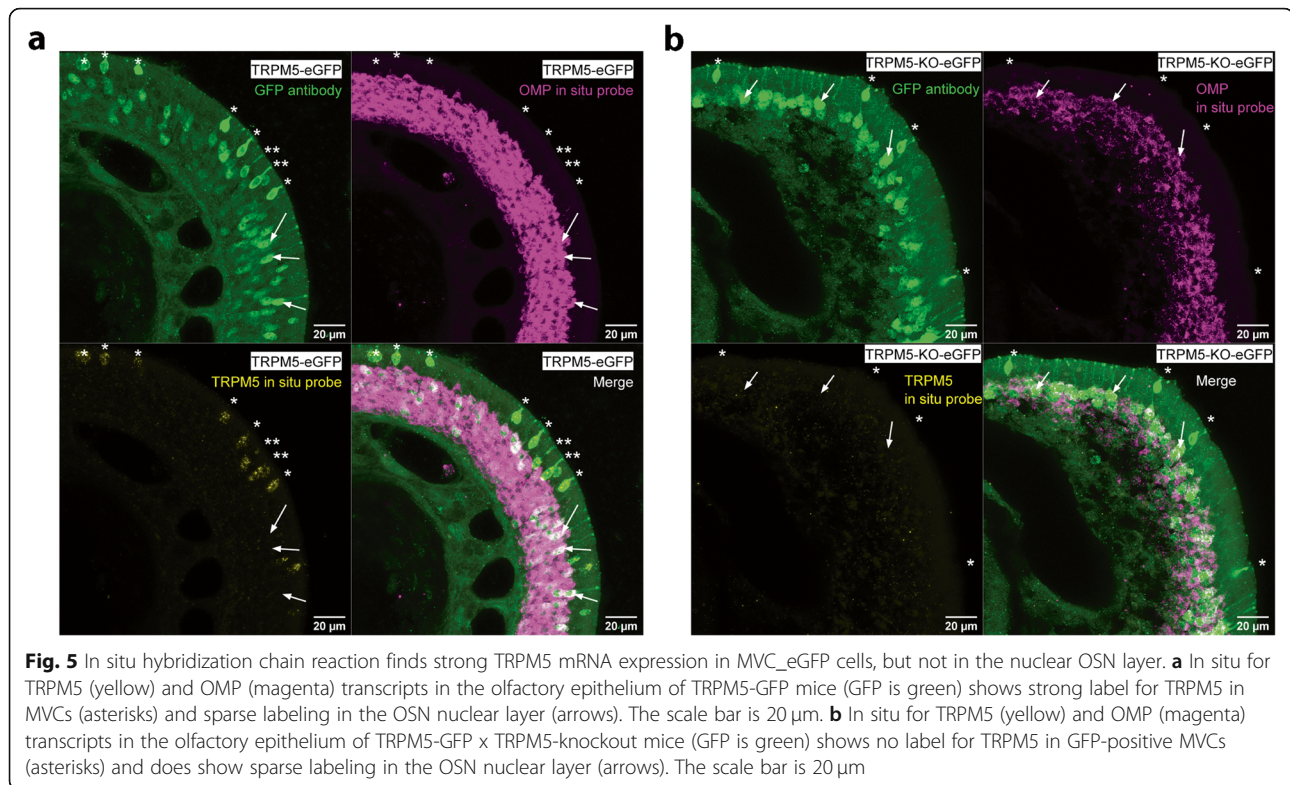 a
TRPM5-eGFP
GFP antibody
* * *
*
*
**
**
*
20 µm
TRPM5-eGFP
OMP in situ probe
* * *
*
*
**
**
*
20 µm
TRPM5-eGFP
TRPM5 in situ probe
* * *
*
*
**
**
*
20 µm
TRPM5-eGFP
Merge
* * *
*
*
**
**
*
20 µm
b
TRPM5-KO-eGFP
GFP antibody
*
*
*
*
20 µm
TRPM5-KO-eGFP
OMP
in situ probe
*
*
*
*
20 µm
TRPM5-KO-eGFP
TRPM5
in situ probe
*
*
*
*
20 µm
TRPM5-KO-eGFP
Merge
*
*
*
*
20 µm
Fig. 5 In situ hybridization chain reaction finds strong TRPM5 mRNA expression in MVC_eGFP cells, but not in the nuclear OSN layer. a In situ for
TRPM5 (yellow) and OMP (magenta) transcripts in the olfactory epithelium of TRPM5-GFP mice (GFP is green) shows strong label for TRPM5 in
MVCs (asterisks) and sparse labeling in the OSN nuclear layer (arrows). The scale bar is 20 µm. b In situ for TRPM5 (yellow) and OMP (magenta)
transcripts in the olfactory epithelium of TRPM5-GFP x TRPM5-knockout mice (GFP is green) shows no label for TRPM5 in GFP-positive MVCs
(asterisks) and does show sparse labeling in the OSN nuclear layer (arrows). The scale bar is 20 µm